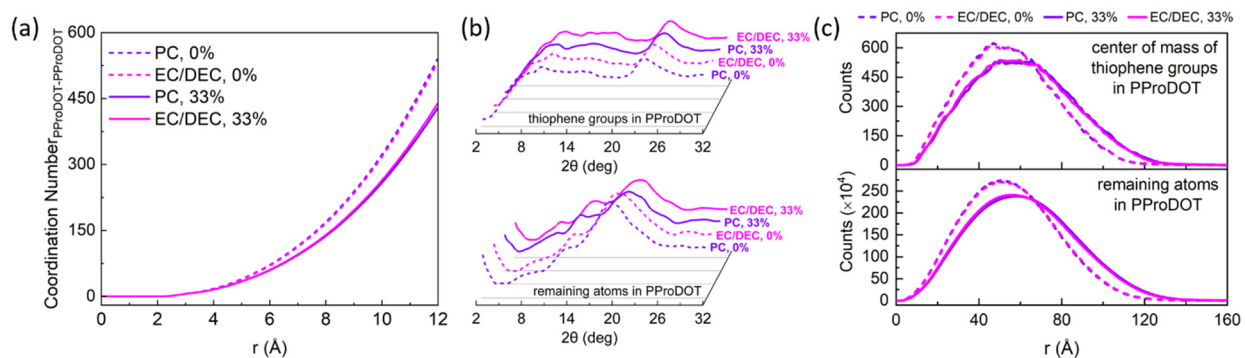 (a)
600
450
300
150
0
Coordination Number PProDOT-PProDOT
PC, 0%
EC/DEC, 0%
PC, 33%
EC/DEC, 33%
0 2 4 6 8 10 12
r (Å)
(b)
EC/DEC, 33%
PC, 33%
EC/DEC, 0%
PC, 0%
thiophene groups in PProDOT
2 8 14 20 26 32
2θ (deg)
EC/DEC, 33%
PC, 33%
EC/DEC, 0%
PC, 0%
remaining atoms in PProDOT
2 8 14 20 26 32
2θ (deg)
(c)
PC, 0% EC/DEC, 0% PC, 33% EC/DEC, 33%
600
450
300
150
0
Counts
center of mass of
thiophene groups
in PProDOT
250
200
150
100
50
0
Counts (×10⁴)
remaining atoms
in PProDOT
0 40 80 120 160
r (Å)